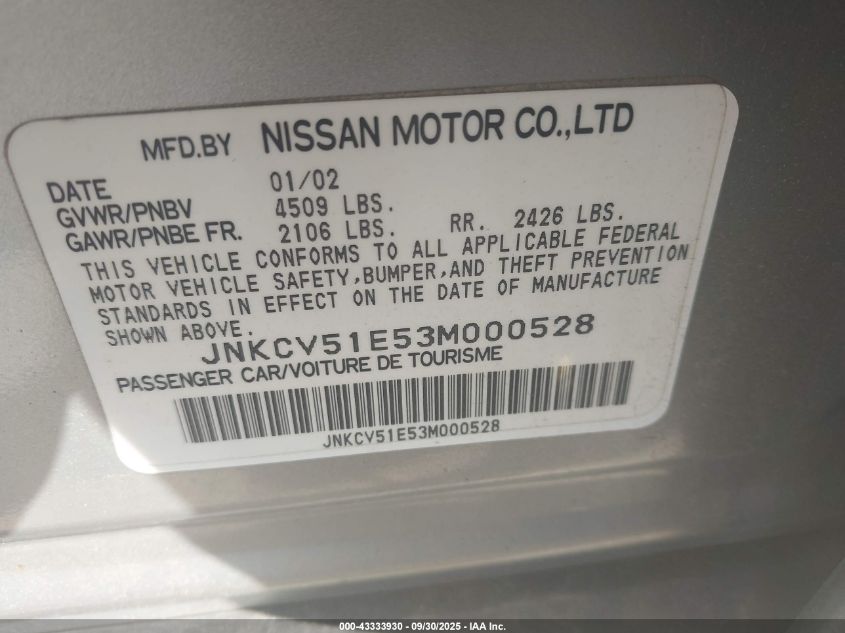 MFD.BY NISSAN MOTOR CO.,LTD
DATE 01/02
GVWR/PNBV 4509 LBS.
GAWR/PNBE FR. 2106 LBS. RR. 2426 LBS.
THIS VEHICLE CONFORMS TO ALL APPLICABLE FEDERAL
MOTOR VEHICLE SAFETY,BUMPER,AND THEFT PREVENTION
STANDARDS IN EFFECT ON THE DATE OF MANUFACTURE
SHOWN ABOVE.
JNKCV51E53M000528
PASSENGER CAR/VOITURE DE TOURISME
JNKCV51E53M000528
000-43333930 - 09/30/2025 - IAA Inc.